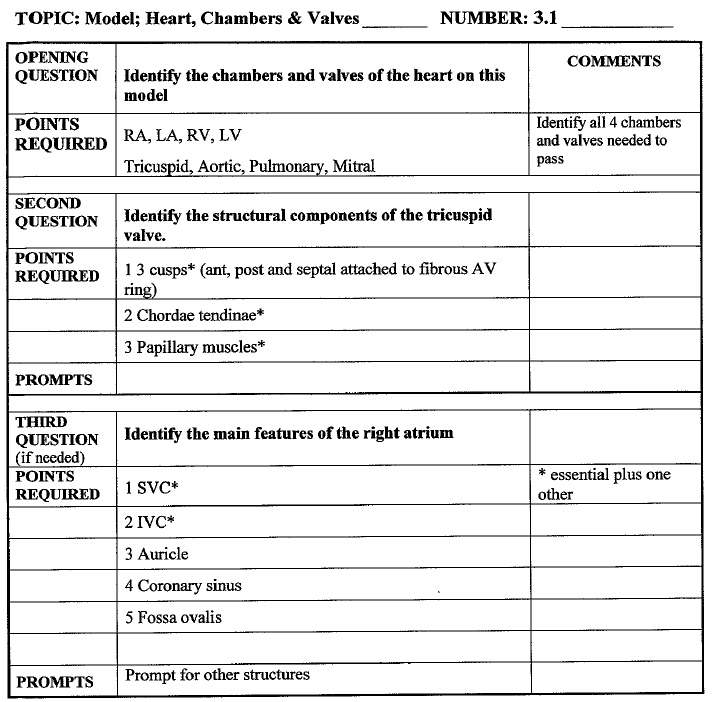 TOPIC: Model; Heart, Chambers & Valves________ NUMBER: 3.1 ____________
OPENING QUESTION
Identify the chambers and valves of the heart on this model
COMMENTS
POINTS REQUIRED
RA, LA, RV, LV
Tricuspid, Aortic, Pulmonary, Mitral
Identify all 4 chambers and valves needed to pass
SECOND QUESTION
Identify the structural components of the tricuspid valve.
POINTS REQUIRED
1 3 cusps* (ant, post and septal attached to fibrous AV ring)
2 Chordae tendinae*
3 Papillary muscles*
PROMPTS
THIRD QUESTION (if needed)
Identify the main features of the right atrium
POINTS REQUIRED
1 SVC*
* essential plus one other
2 IVC*
3 Auricle
4 Coronary sinus
5 Fossa ovalis
PROMPTS
Prompt for other structures